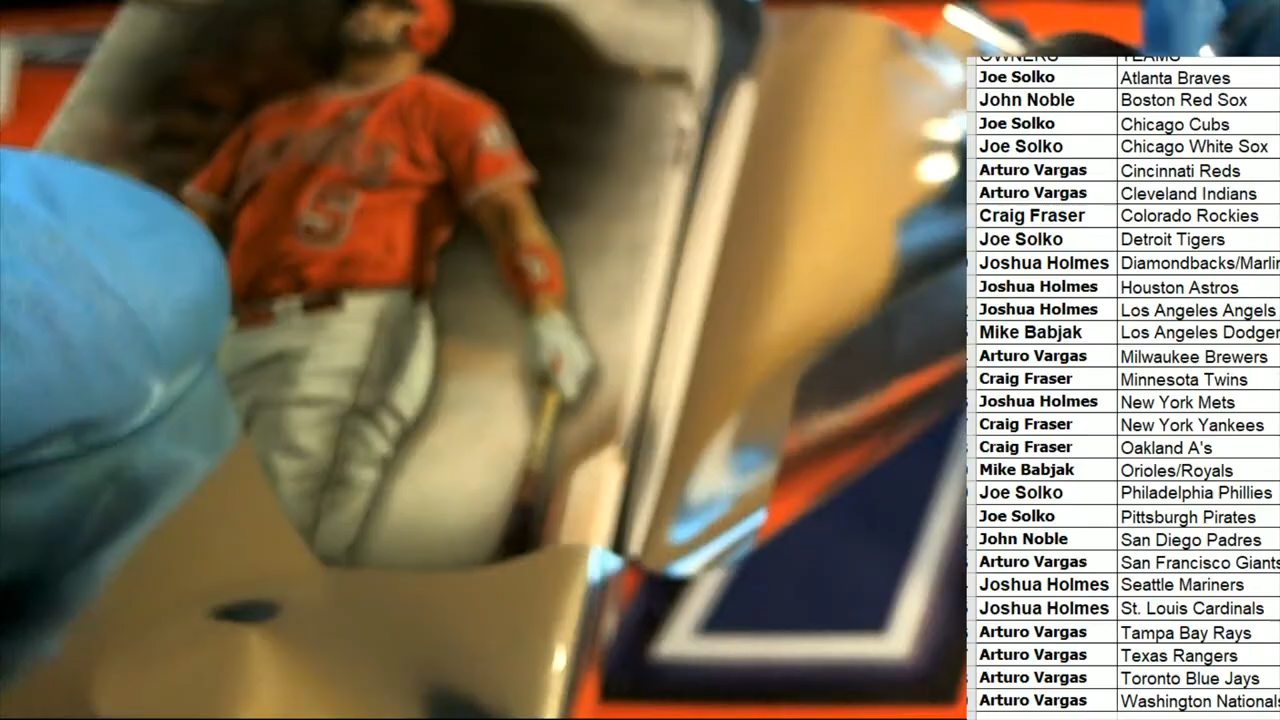 OWNERS TEAMS
Joe Solko Atlanta Braves
John Noble Boston Red Sox
Joe Solko Chicago Cubs
Joe Solko Chicago White Sox
Arturo Vargas Cincinnati Reds
Arturo Vargas Cleveland Indians
Craig Fraser Colorado Rockies
Joe Solko Detroit Tigers
Joshua Holmes Diamondbacks/Marlin
Joshua Holmes Houston Astros
Joshua Holmes Los Angeles Angels
Mike Babjak Los Angeles Dodger
Arturo Vargas Milwaukee Brewers
Craig Fraser Minnesota Twins
Joshua Holmes New York Mets
Craig Fraser New York Yankees
Craig Fraser Oakland A's
Mike Babjak Orioles/Royals
Joe Solko Philadelphia Phillies
Joe Solko Pittsburgh Pirates
John Noble San Diego Padres
Arturo Vargas San Francisco Giants
Joshua Holmes Seattle Mariners
Joshua Holmes St. Louis Cardinals
Arturo Vargas Tampa Bay Rays
Arturo Vargas Texas Rangers
Arturo Vargas Toronto Blue Jays
Arturo Vargas Washington National
5